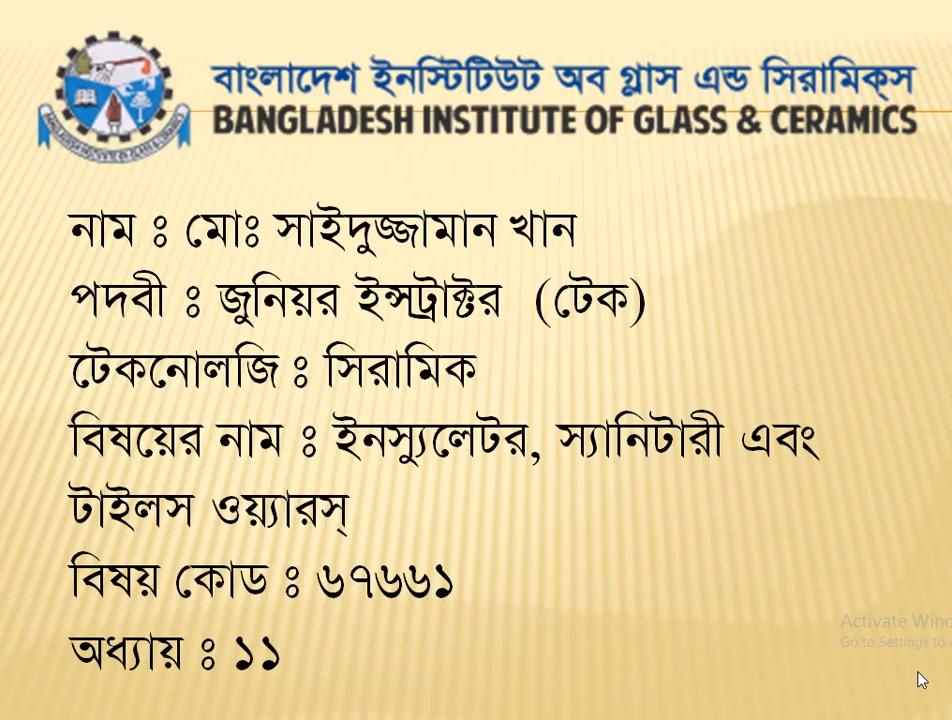 বাংলাদেশ ইনস্টিটিউট অব গ্লাস এন্ড সিরামিক্স
BANGLADESH INSTITUTE OF GLASS & CERAMICS
নাম ঃ মোঃ সাইদুজ্জামান খান
পদবী ঃ জুনিয়র ইন্সট্রাক্টর (টেক)
টেকনোলজি ঃ সিরামিক
বিষয়ের নাম ঃ ইনস্যুলেটর, স্যানিটারী এবং
টাইলস ওয়্যারস্
বিষয় কোড ঃ ৬৭৬৬১
অধ্যায় ঃ ১১
Activate Wind
Go to Settings to